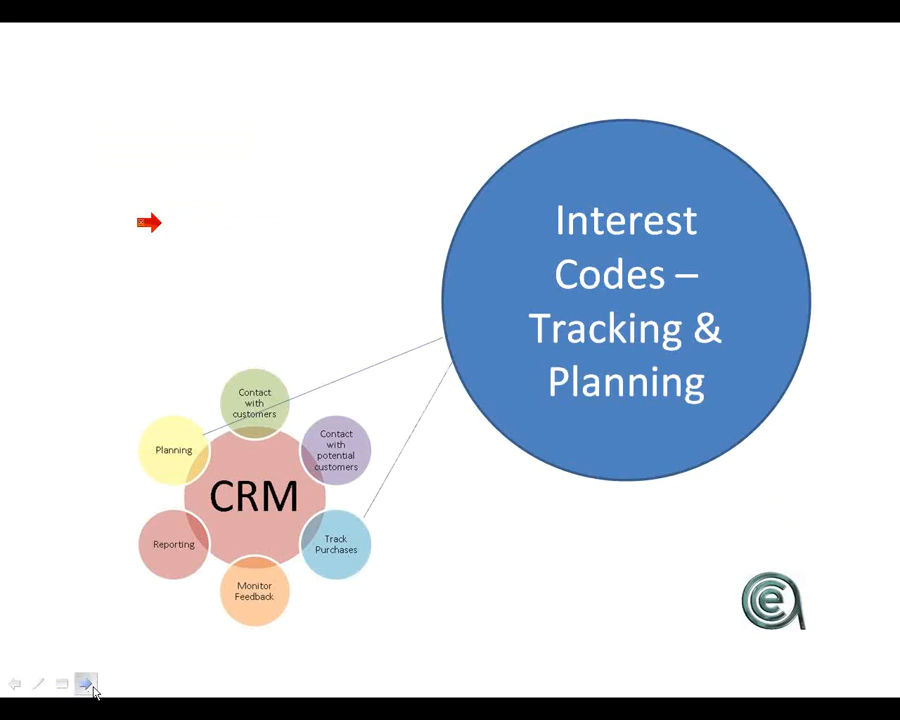 Interest
Codes –
Tracking &
Planning
Contact
with
customers
Contact
with
potential
customers
Planning
CRM
Track
Purchases
Reporting
Monitor
Feedback